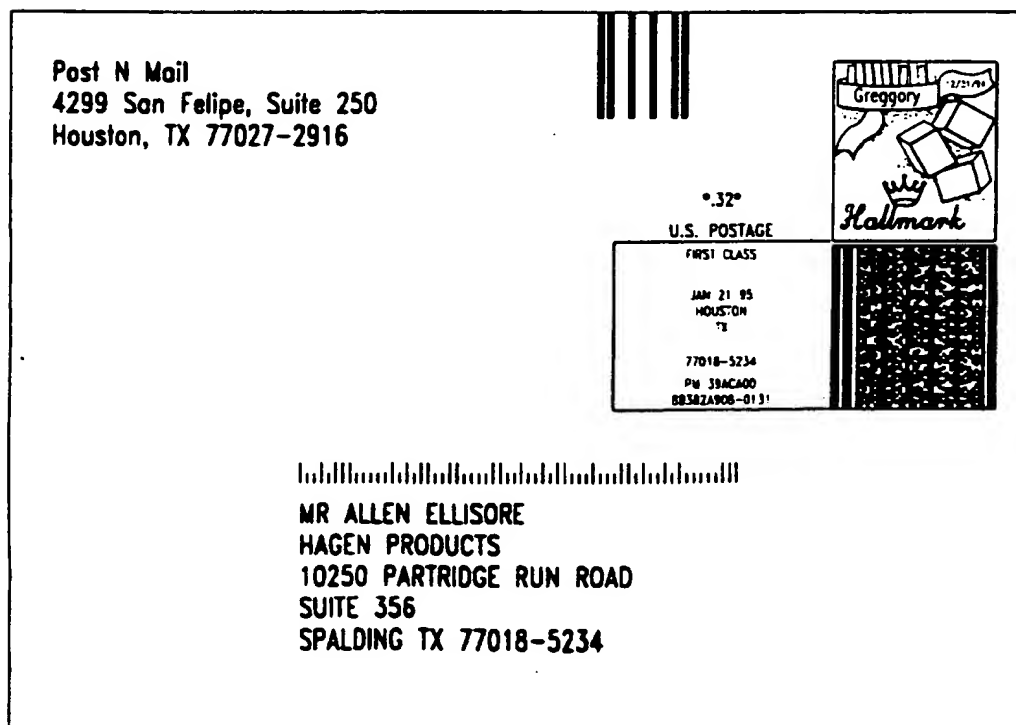 Post N Mail
4299 San Felipe, Suite 250
Houston, TX 77027-2916
Greggory
Hallmark
.32
U.S. POSTAGE
FIRST CLASS
JAN 21 95
HOUSTON
TX
77018-5234
MR ALLEN ELLISORE
HAGEN PRODUCTS
10250 PARTRIDGE RUN ROAD
SUITE 356
SPALDING TX 77018-5234